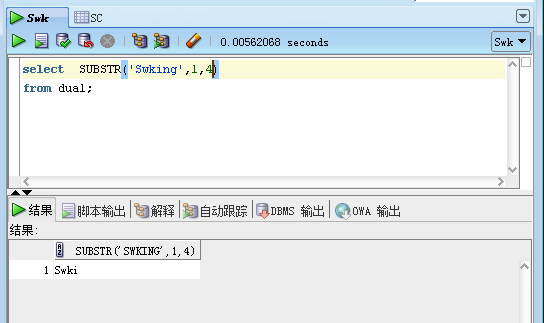 Swk SC
0.00562068 seconds Swk
select SUBSTR('Swking',1,4)
from dual;
结果 脚本输出 解释 自动跟踪 DBMS 输出 OWA 输出
结果:
SUBSTR('SWKING',1,4)
1 Swki